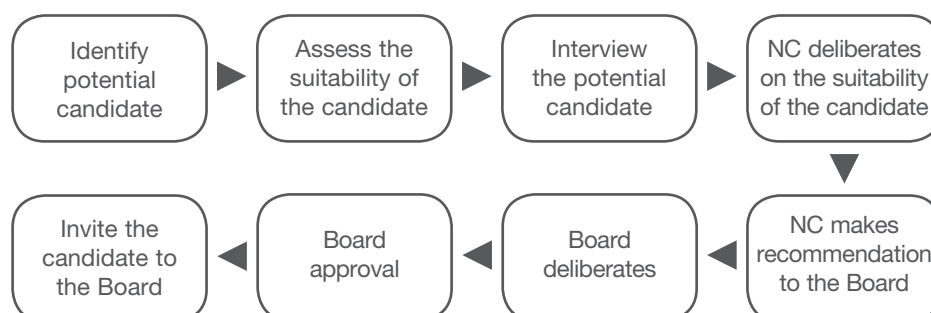 Identify
potential
candidate
Assess the
suitability of
the candidate
Interview
the potential
candidate
NC deliberates
on the suitability
of the candidate
NC makes
recommendation
to the Board
Board
deliberates
Board
approval
Invite the
candidate to
the Board